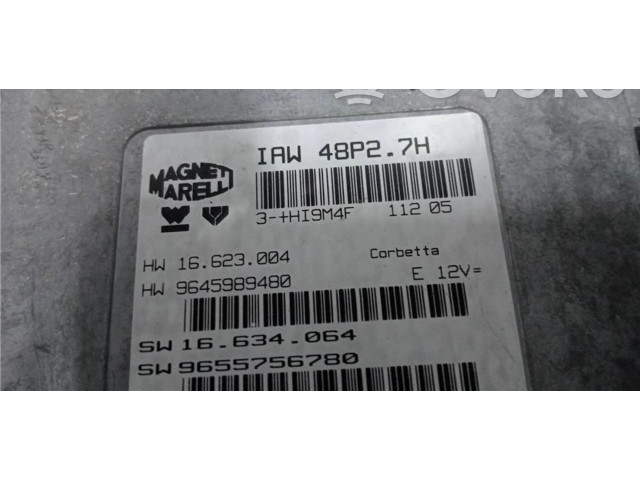 MAGNETI
MARELLI
IAW 48P2.7H
3-+HI9M4F 112 05
HW 16.623.004 Corbetta
HW 9645989480 E 12V=
SW 16.634.064
SW 9655756780